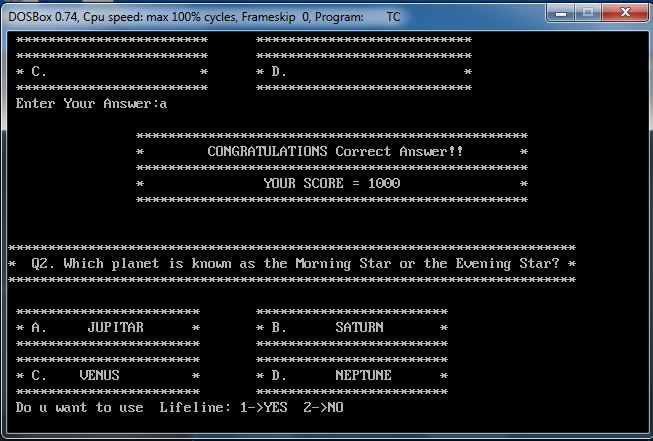 DOSBox 0.74, Cpu speed: max 100% cycles, Frameskip 0, Program: TC
************************ ***************************
************************ ***************************
* C. * * D. *
************************ ***************************
Enter Your Answer:a
*************************************************
* CONGRATULATIONS Correct Answer!! *
*************************************************
* YOUR SCORE = 1000 *
*************************************************
***********************************************************************
* Q2. Which planet is known as the Morning Star or the Evening Star? *
***********************************************************************
*********************** ************************
* A. JUPITAR * * B. SATURN *
*********************** ************************
*********************** ************************
* C. VENUS * * D. NEPTUNE *
*********************** ************************
Do u want to use Lifeline: 1->YES 2->NO